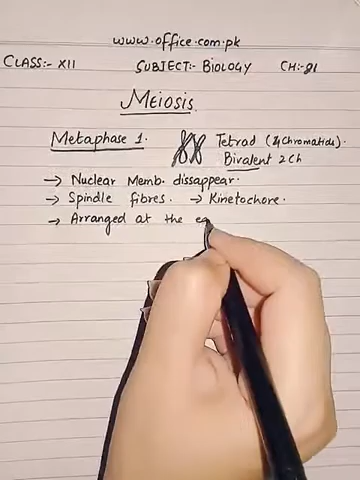 www.office.com.pk
CLASS:- XII SUBJECT:- BIOLOGY CH:-21
MEIOSIS
Metaphase 1. Tetrad (4 chromatids).
Bivalent 2 Ch
→ Nuclear Memb. dissappear.
→ Spindle fibres. → Kinetochore.
→ Arranged at the eq